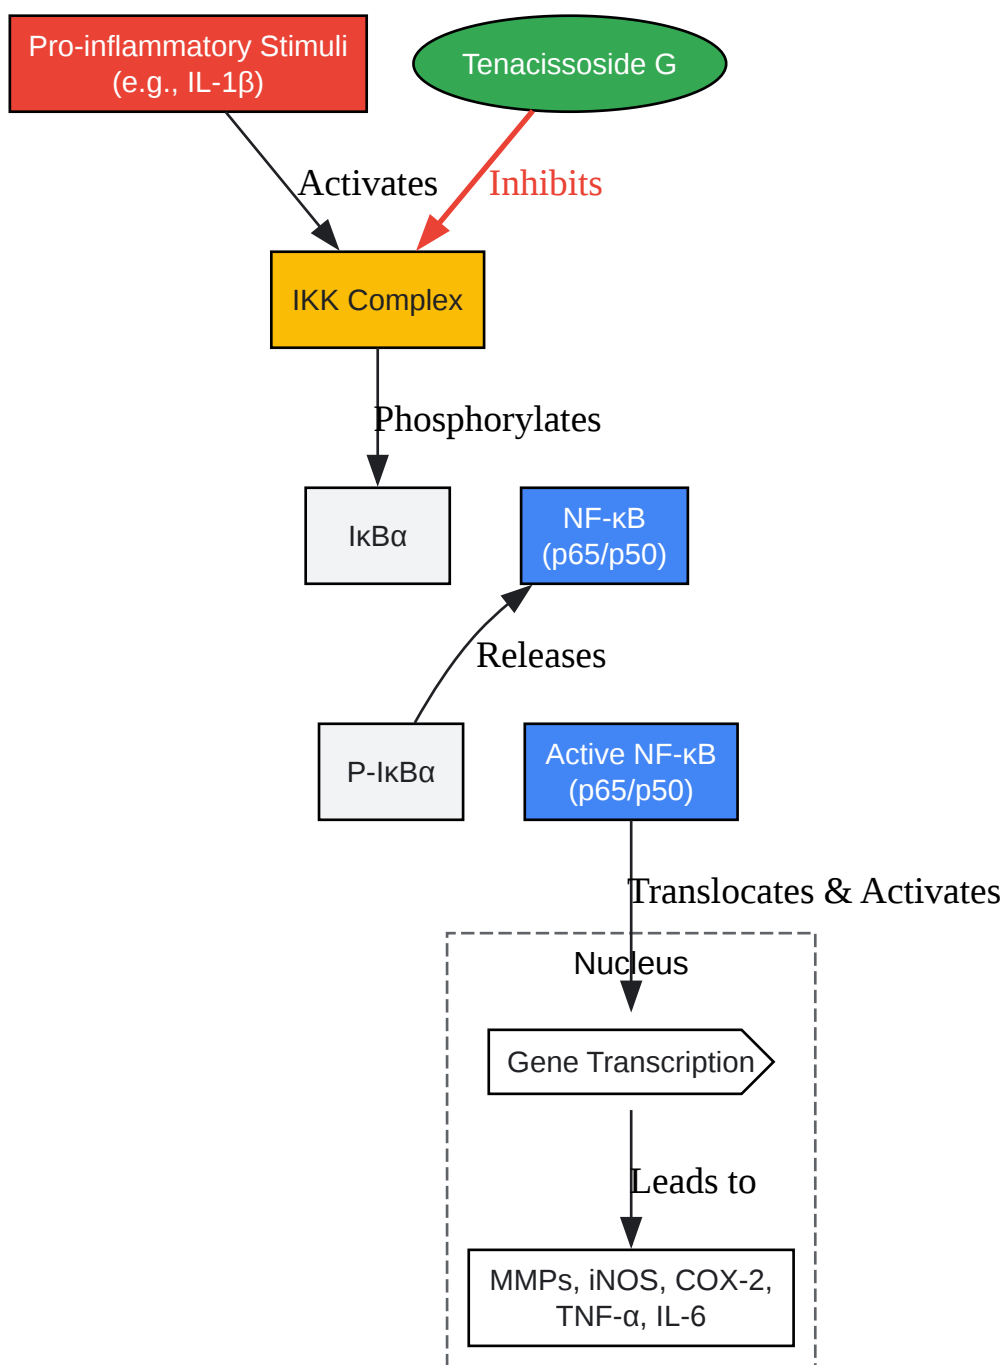 Pro-inflammatory Stimuli
(e.g., IL-1β)
Tenacissoside G
Activates
Inhibits
IKK Complex
Phosphorylates
IκBα
NF-κB
(p65/p50)
Releases
P-IκBα
Active NF-κB
(p65/p50)
Translocates & Activates
Nucleus
Gene Transcription
Leads to
MMPs, iNOS, COX-2,
TNF-α, IL-6